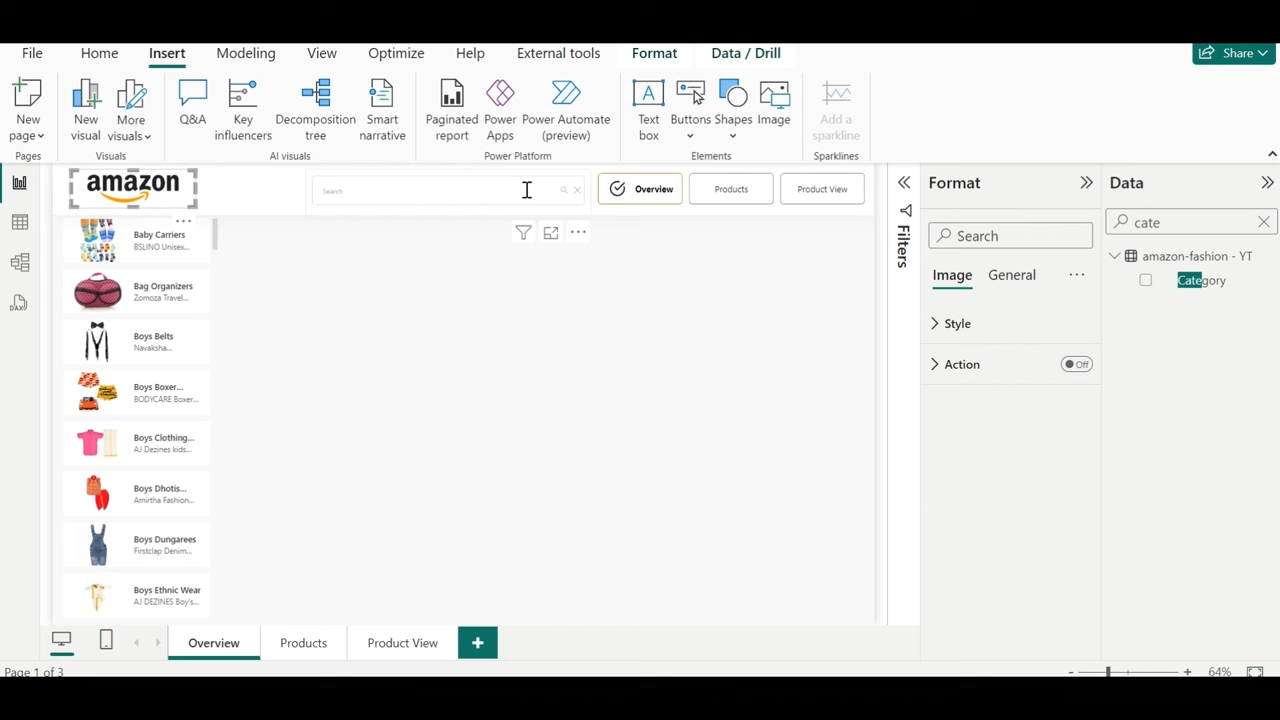 File Home Insert Modeling View Optimize Help External tools Format Data / Drill Share
New page
New visual
More visuals
Q&A
Key influencers
Decomposition tree
Smart narrative
Paginated report
Power Apps
Power Automate (preview)
Text box
Buttons
Shapes
Image
Add a sparkline
Pages Visuals AI visuals Power Platform Elements Sparklines
amazon
Search
Overview
Products
Product View
Baby Carriers
BSLINO Unisex...
Bag Organizers
Zomoza Travel...
Boys Belts
Navaksha...
Boys Boxer...
BODYCARE Boxer...
Boys Clothing...
AJ Dezines kids...
Boys Dhotis...
Amirtha Fashion...
Boys Dungarees
Firstclap Denim...
Boys Ethnic Wear
AJ DEZINES Boy's...
DAX
Filters
Format
Search
Image General ...
Style
Action Off
Data
cate
amazon-fashion - YT
Category
Overview Products Product View +
Page 1 of 3
- + 64%